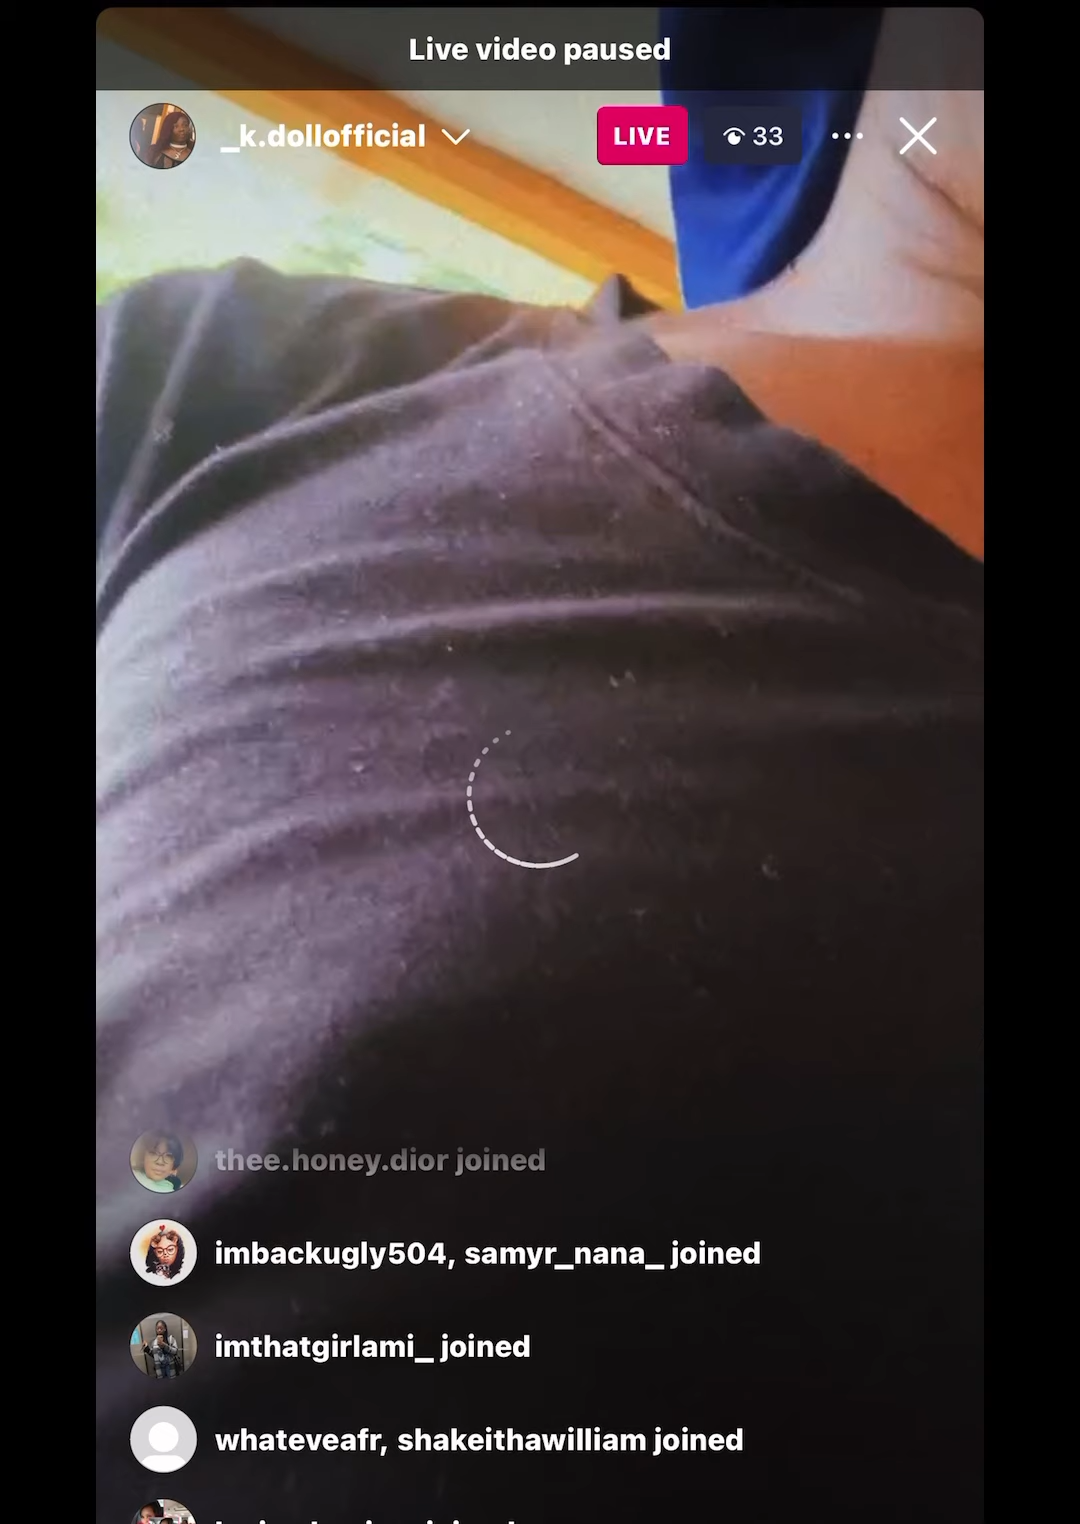 Live video paused
_k.dollofficial
LIVE
33
thee.honey.dior joined
imbackugly504, samyr_nana_ joined
imthatgirlami_ joined
whateveafr, shakeithawilliam joined